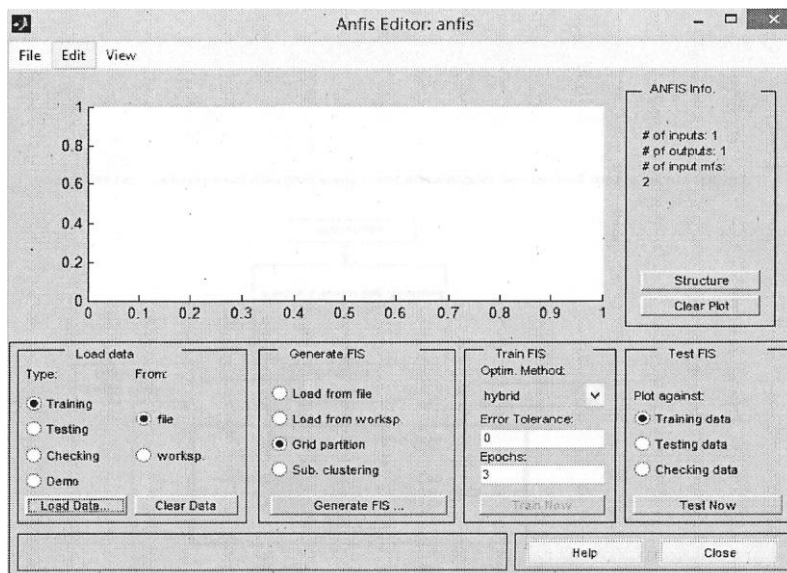 Anfis Editor: anfis
File Edit View
ANFIS Info.
# of inputs: 1
# of outputs: 1
# of input mfs:
2
1
0.8
0.6
0.4
0.2
0
0 0.1 0.2 0.3 0.4 0.5 0.6 0.7 0.8 0.9 1
Structure
Clear Plot
Load data
Type: From:
Training
file
Testing
Checking
worksp.
Demo
Load Data... Clear Data
Generate FIS
Load from file
Load from worksp.
Grid partition
Sub. clustering
Generate FIS ...
Train FIS
Optim. Method:
hybrid
Error Tolerance:
0
Epochs:
3
Train Now
Test FIS
Plot against:
Training data
Testing data
Checking data
Test Now
Help Close